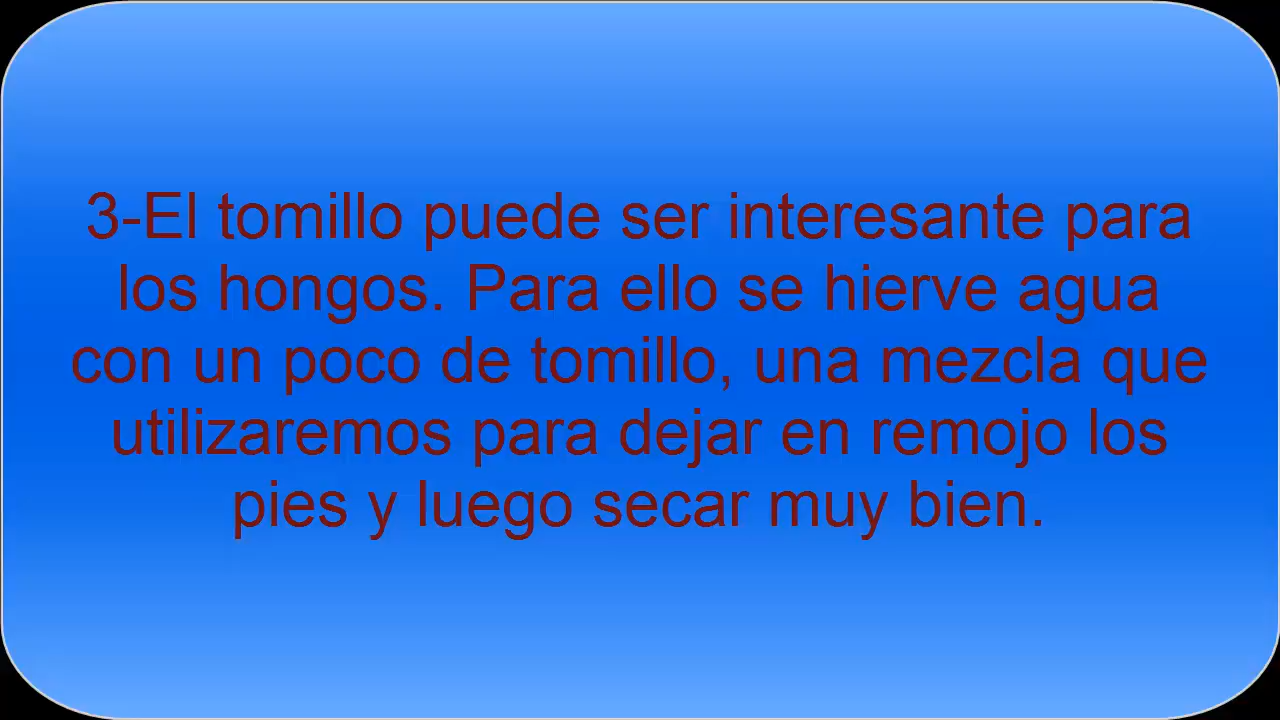 3-El tomillo puede ser interesante para
los hongos. Para ello se hierve agua
con un poco de tomillo, una mezcla que
utilizaremos para dejar en remojo los
pies y luego secar muy bien.